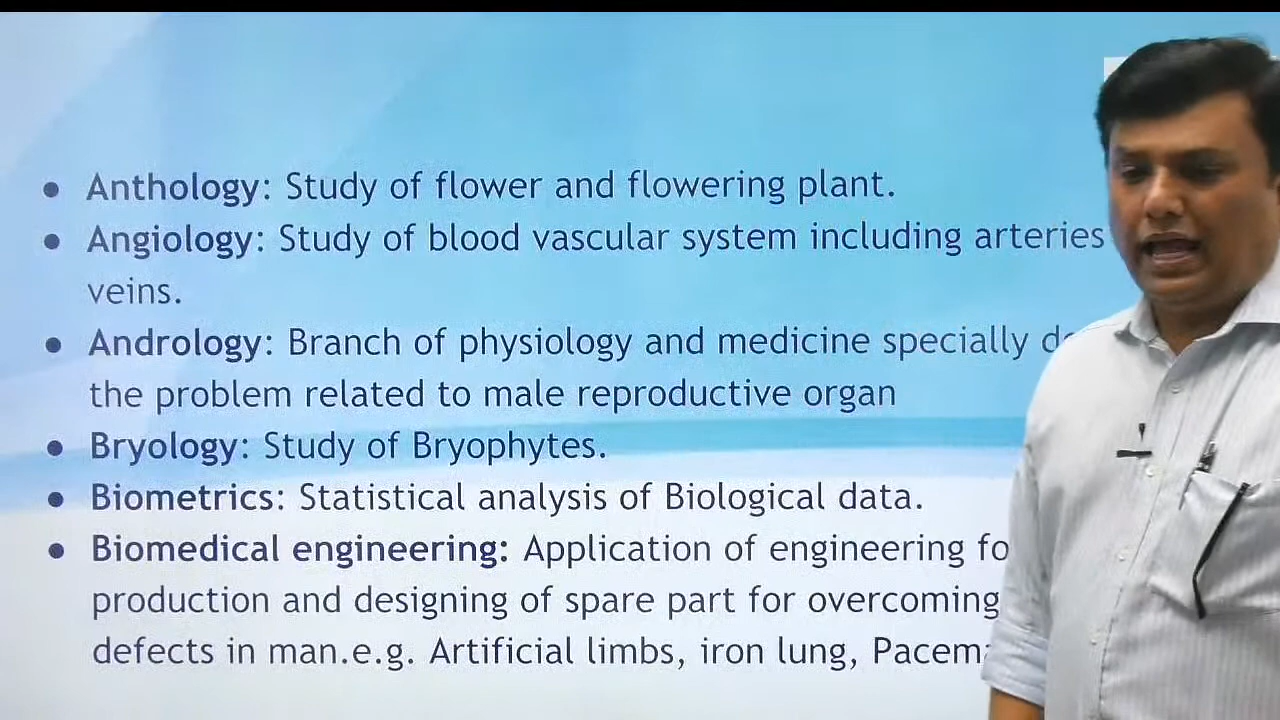 ● Anthology: Study of flower and flowering plant.
● Angiology: Study of blood vascular system including arteries
veins.
● Andrology: Branch of physiology and medicine specially
the problem related to male reproductive organ
● Bryology: Study of Bryophytes.
● Biometrics: Statistical analysis of Biological data.
● Biomedical engineering: Application of engineering
production and designing of spare part for overcoming
defects in man.e.g. Artificial limbs, iron lung,